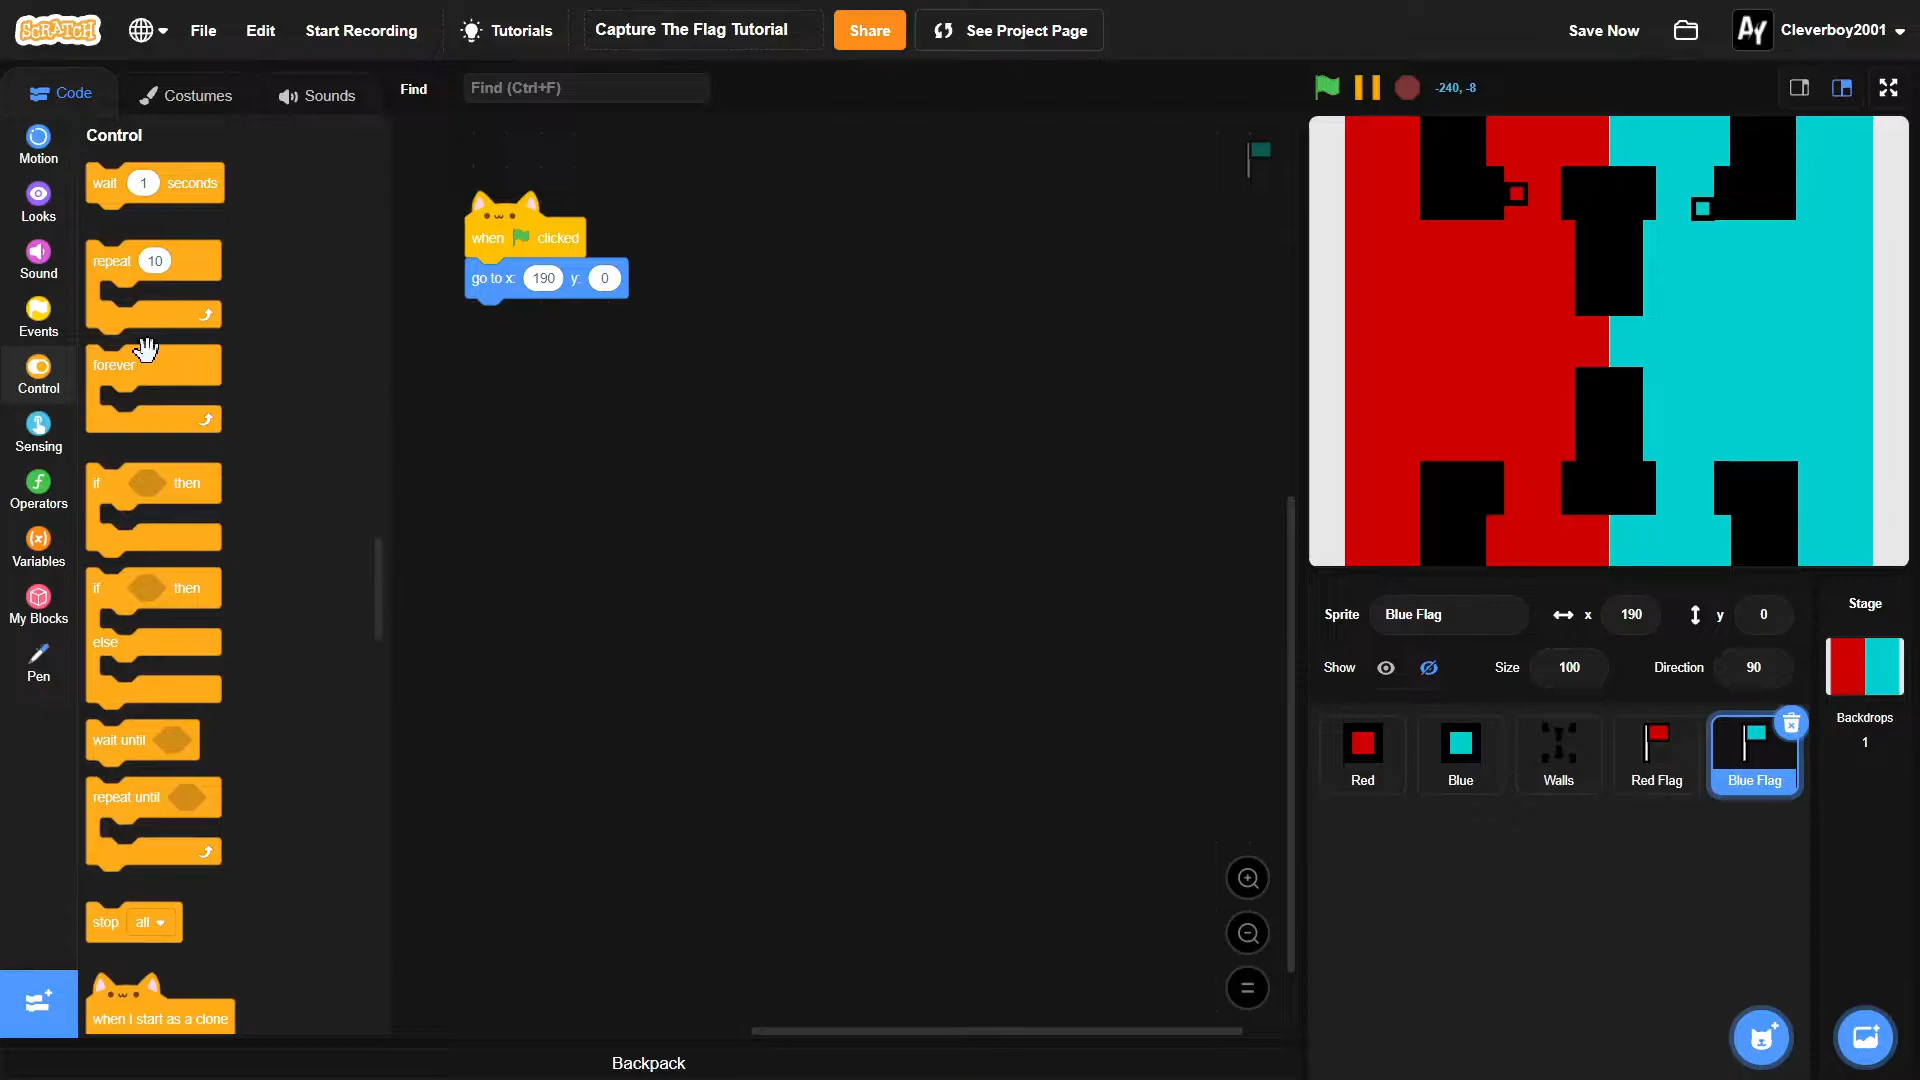 SCRATCH
File
Edit
Start Recording
Tutorials
Capture The Flag Tutorial
Share
See Project Page
Save Now
Ay
Cleverboy2001
Code
Costumes
Sounds
Find
Find (Ctrl+F)
-240, -8
Motion
Looks
Sound
Events
Control
Sensing
Operators
Variables
My Blocks
Pen
Control
wait 1 seconds
repeat 10
forever
if then
if then
else
wait until
repeat until
stop all
when I start as a clone
when clicked
go to x: 190 y: 0
Sprite Blue Flag x 190 y 0
Show Size 100 Direction 90
Red
Blue
Walls
Red Flag
Blue Flag
Stage
Backdrops
1
Backpack